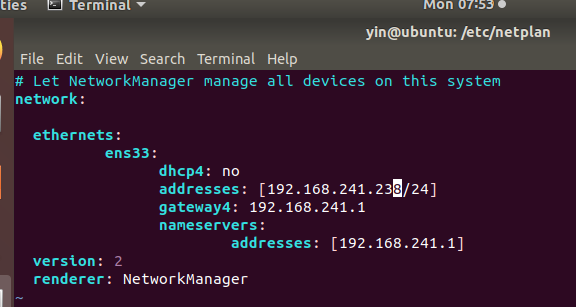 ties Terminal Mon 07:53
yin@ubuntu: /etc/netplan
File Edit View Search Terminal Help
# Let NetworkManager manage all devices on this system
network:
ethernets:
ens33:
dhcp4: no
addresses: [192.168.241.238/24]
gateway4: 192.168.241.1
nameservers:
addresses: [192.168.241.1]
version: 2
renderer: NetworkManager
~